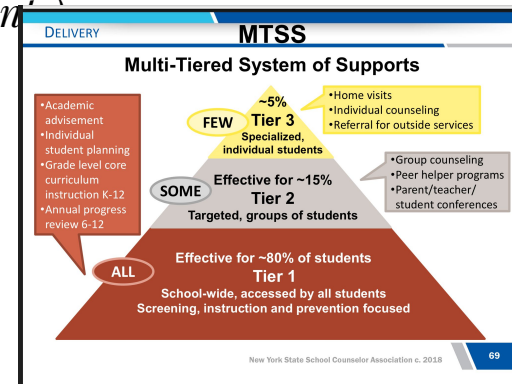 DELIVERY
MTSS
Multi-Tiered System of Supports
•Academic
advisement
•Individual
student planning
•Grade level core
curriculum
instruction K-12
•Annual progress
review 6-12
FEW
~5%
Tier 3
Specialized,
individual students
•Home visits
•Individual counseling
•Referral for outside services
SOME
Effective for ~15%
Tier 2
Targeted, groups of students
•Group counseling
•Peer helper programs
•Parent/teacher/
student conferences
ALL
Effective for ~80% of students
Tier 1
School-wide, accessed by all students
Screening, instruction and prevention focused
New York State School Counselor Association c. 2018
69